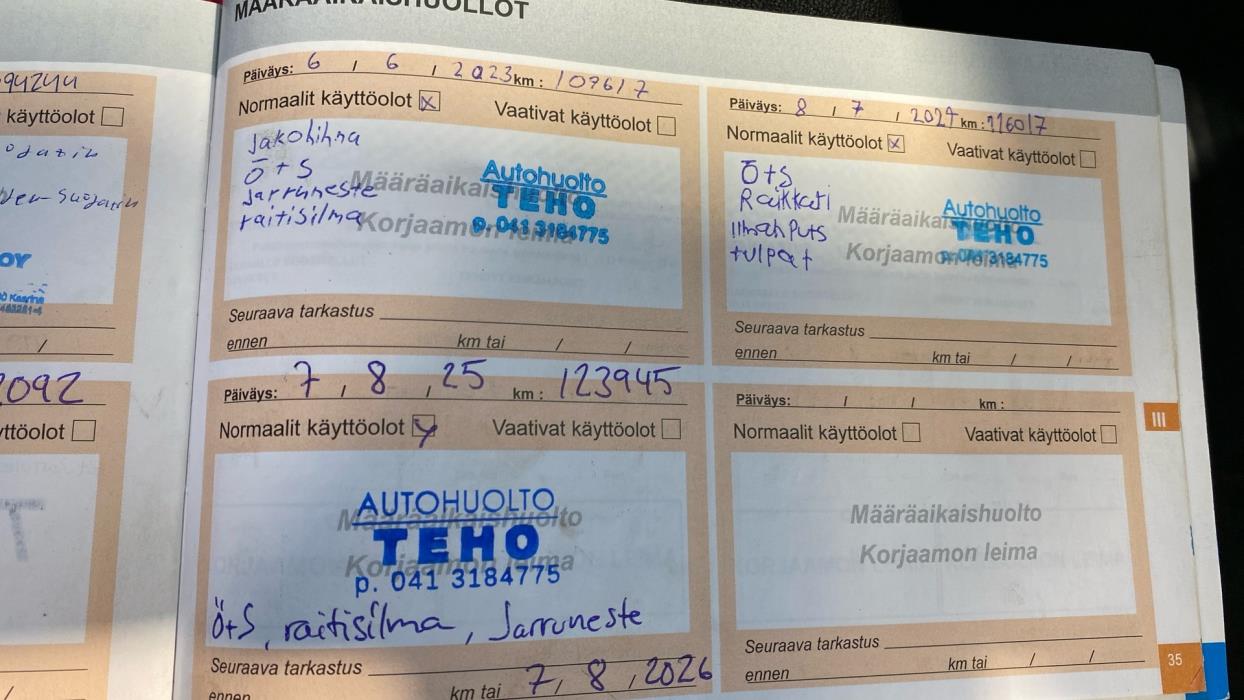 MÄÄRÄAIKAISHUOLLOT
94244
käyttöolot
OY
2092
käyttöolot
Päiväys: 6 / 6 / 2023 km: 109617
Normaalit käyttöolot x Vaativat käyttöolot
jakohihna
Ö+S
jarruneste
raitisilma
Määräaikaishuolto
Korjaamon leima
Autohuolto
TEHO
p. 041 3184775
Seuraava tarkastus
ennen km tai / /
Päiväys: 8 / 7 / 2024 km: 116017
Normaalit käyttöolot x Vaativat käyttöolot
Ö+S
Raikkati
Ilmahputs
tulpat
Määräaikaishuolto
Korjaamon leima
Autohuolto
TEHO
p. 041 3184775
Seuraava tarkastus
ennen km tai / /
Päiväys: 7 / 8 / 25 km: 123945
Normaalit käyttöolot x Vaativat käyttöolot
Määräaikaishuolto
Korjaamon leima
AUTOHUOLTO
TEHO
p. 041 3184775
Ö+S, raitisilma, Jarruneste
Seuraava tarkastus
ennen km tai 7 / 8 / 2026
Päiväys: / / km:
Normaalit käyttöolot Vaativat käyttöolot
Määräaikaishuolto
Korjaamon leima
Seuraava tarkastus
ennen km tai / /
III
35